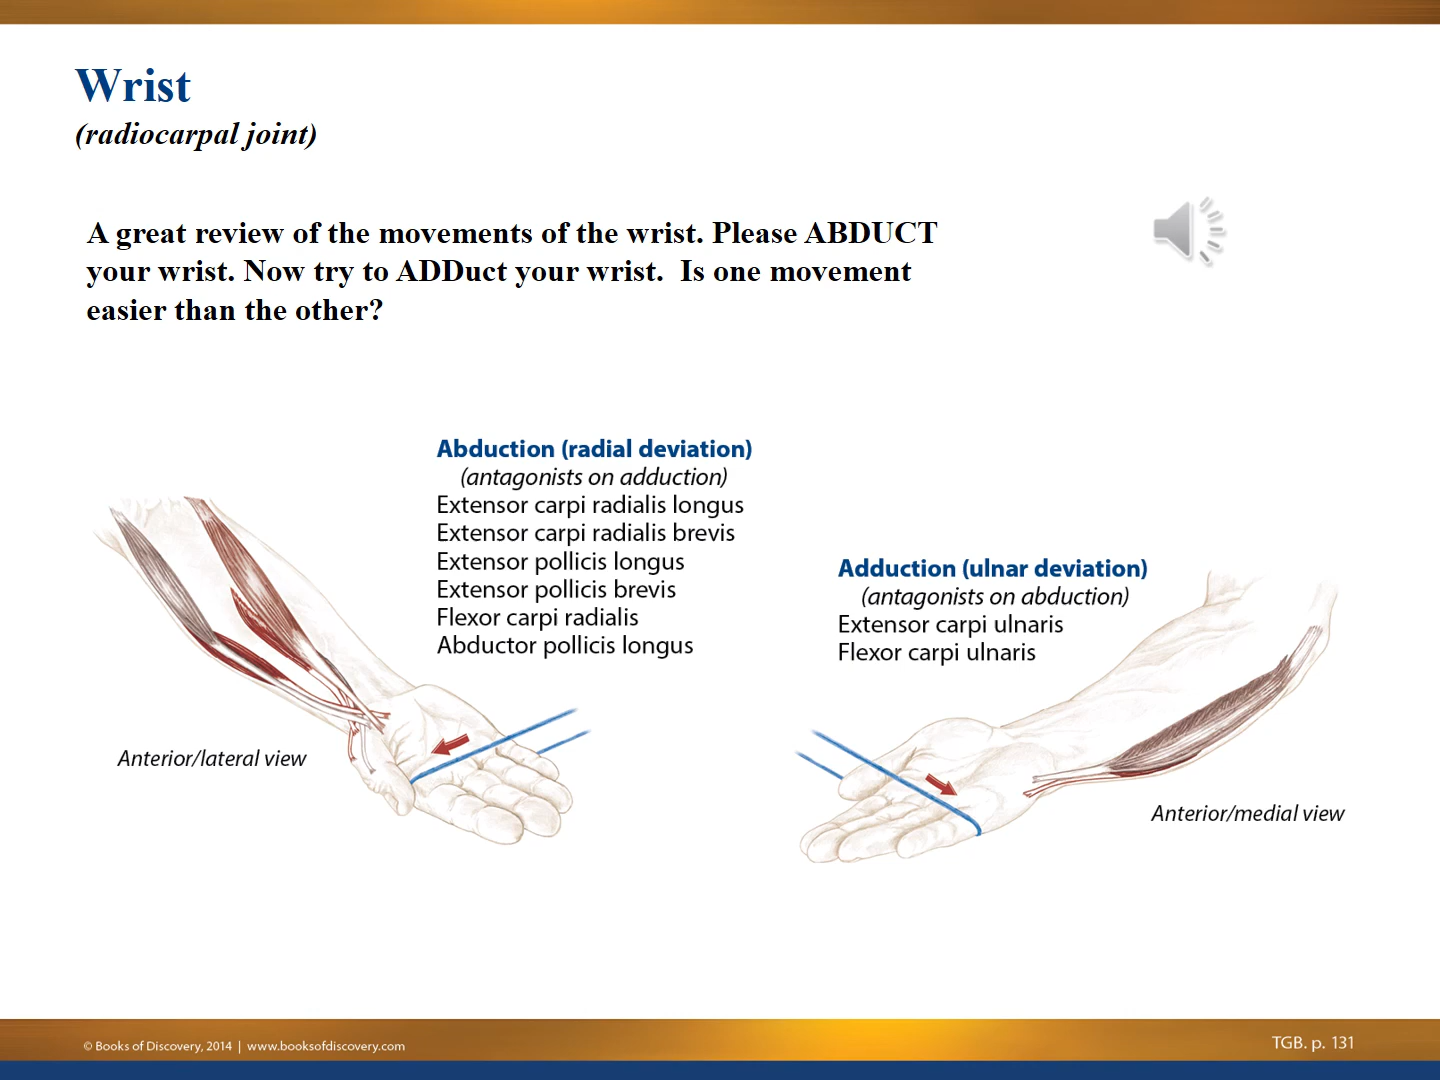 Wrist
(radiocarpal joint)
A great review of the movements of the wrist. Please ABDUCT
your wrist. Now try to ADDuct your wrist.  Is one movement
easier than the other?
Abduction (radial deviation)
(antagonists on adduction)
Extensor carpi radialis longus
Extensor carpi radialis brevis
Extensor pollicis longus
Extensor pollicis brevis
Flexor carpi radialis
Abductor pollicis longus
Anterior/lateral view
Adduction (ulnar deviation)
(antagonists on abduction)
Extensor carpi ulnaris
Flexor carpi ulnaris
Anterior/medial view
© Books of Discovery, 2014 | www.booksofdiscovery.com
TGB. p. 131